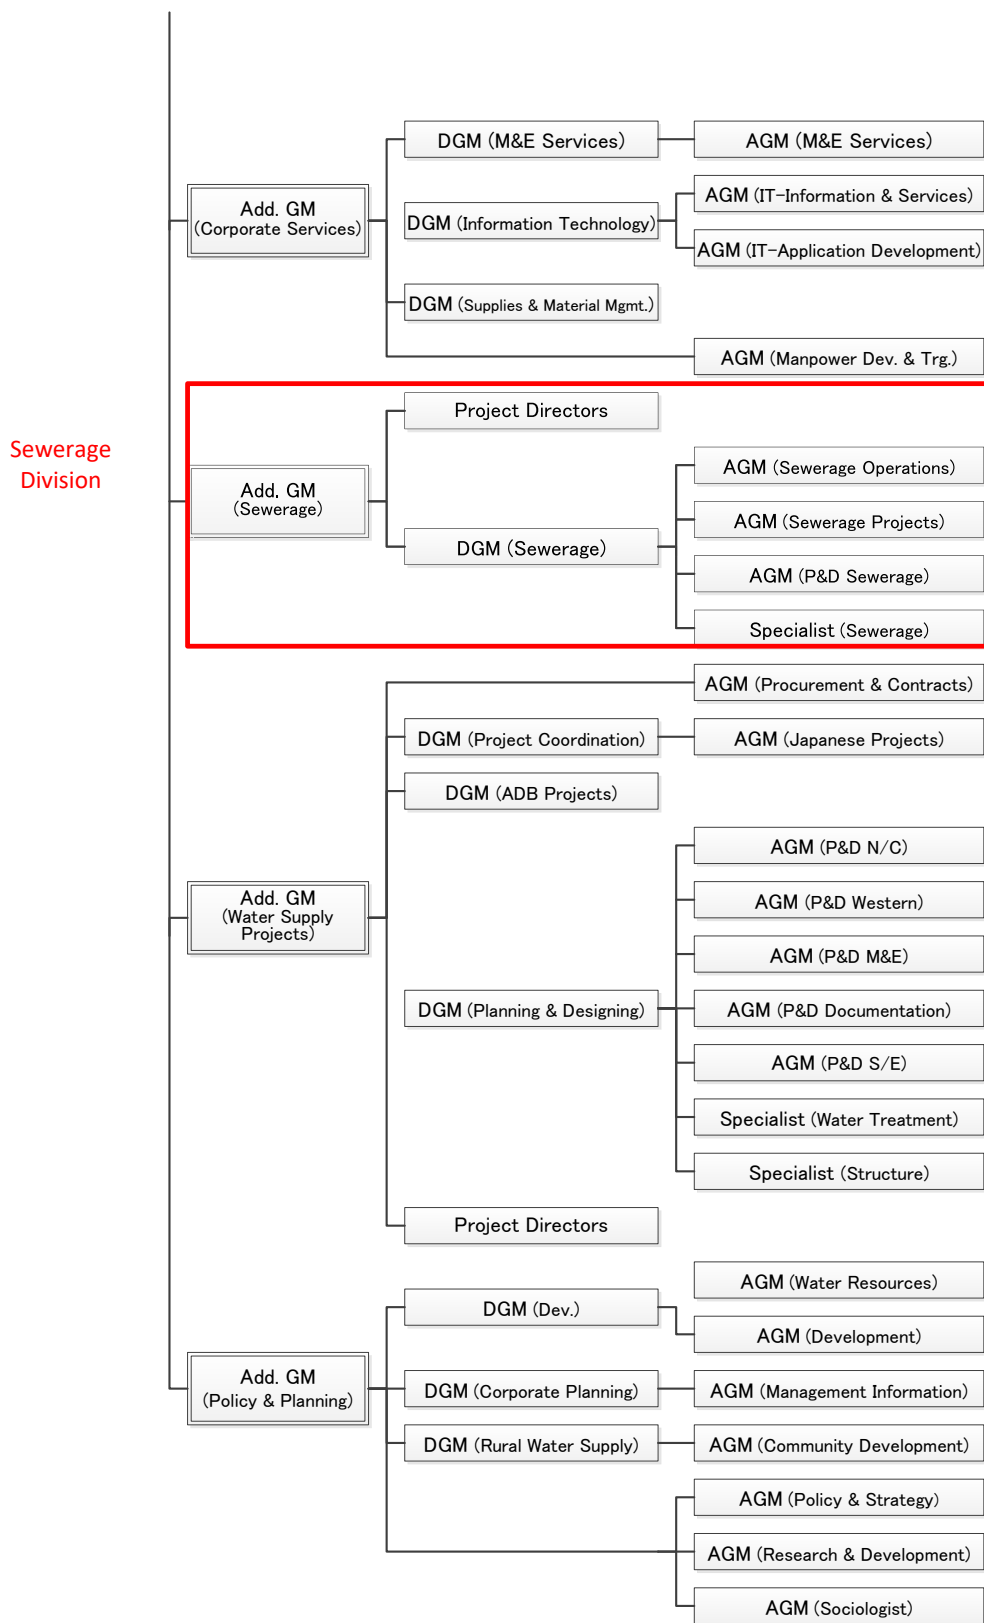 DGM (M&E Services)
AGM (M&E Services)
Add. GM
(Corporate Services)
DGM (Information Technology)
AGM (IT-Information & Services)
AGM (IT-Application Development)
DGM (Supplies & Material Mgmt.)
AGM (Manpower Dev. & Trg.)
Sewerage
Division
Project Directors
Add. GM
(Sewerage)
AGM (Sewerage Operations)
AGM (Sewerage Projects)
DGM (Sewerage)
AGM (P&D Sewerage)
Specialist (Sewerage)
AGM (Procurement & Contracts)
DGM (Project Coordination)
AGM (Japanese Projects)
DGM (ADB Projects)
Add. GM
(Water Supply
Projects)
AGM (P&D N/C)
AGM (P&D Western)
AGM (P&D M&E)
DGM (Planning & Designing)
AGM (P&D Documentation)
AGM (P&D S/E)
Specialist (Water Treatment)
Specialist (Structure)
Project Directors
AGM (Water Resources)
DGM (Dev.)
AGM (Development)
Add. GM
(Policy & Planning)
DGM (Corporate Planning)
AGM (Management Information)
DGM (Rural Water Supply)
AGM (Community Development)
AGM (Policy & Strategy)
AGM (Research & Development)
AGM (Sociologist)